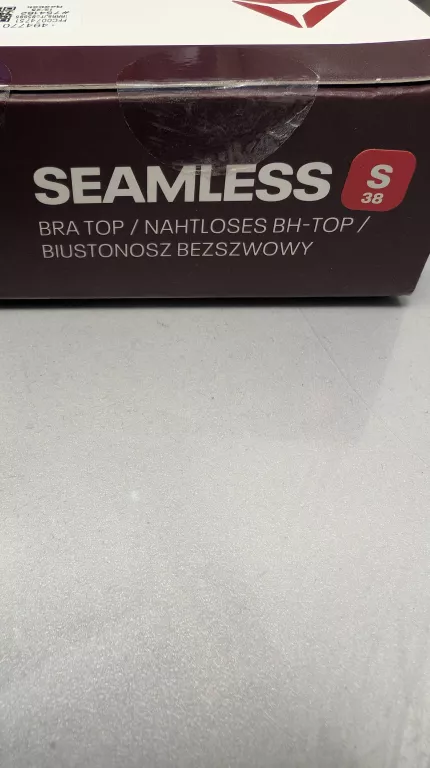 SEAMLESS
S
38
BRA TOP / NAHTLOSES BH-TOP /
BIUSTONOSZ BEZSZWOWY